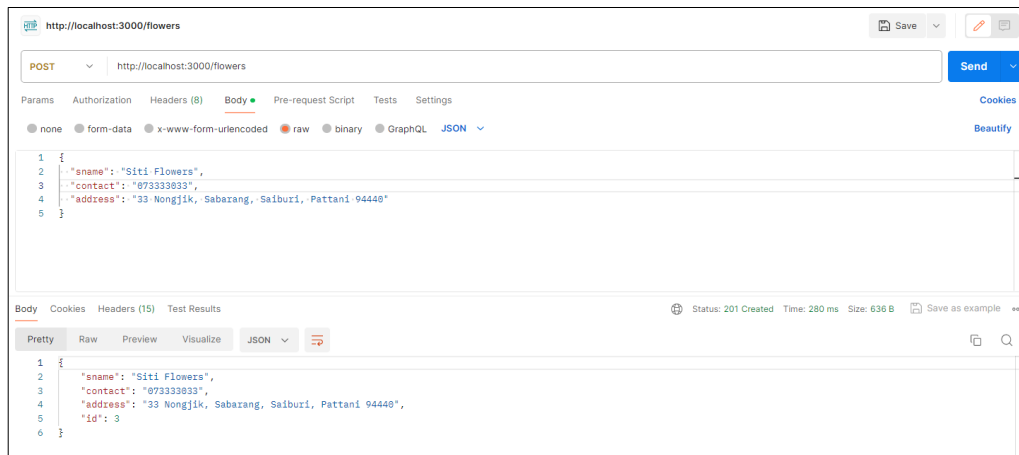 HTTP http://localhost:3000/flowers Save
POST http://localhost:3000/flowers Send
Params Authorization Headers (8) Body Pre-request Script Tests Settings Cookies
none form-data x-www-form-urlencoded raw binary GraphQL JSON Beautify
1 {
2 "sname": "Siti Flowers",
3 "contact": "073333033",
4 "address": "33 Nongjik, Sabarang, Saiburi, Pattani 94440"
5 }
Body Cookies Headers (15) Test Results Status: 201 Created Time: 280 ms Size: 636 B Save as example
Pretty Raw Preview Visualize JSON
1 {
2 "sname": "Siti Flowers",
3 "contact": "073333033",
4 "address": "33 Nongjik, Sabarang, Saiburi, Pattani 94440",
5 "id": 3
6 }